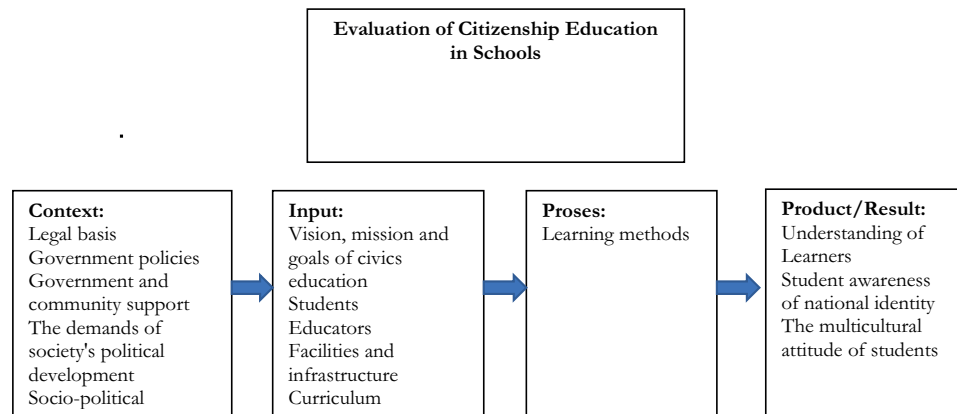 Evaluation of Citizenship Education
in Schools
.
Context:
Legal basis
Government policies
Government and
community support
The demands of
society's political
development
Socio-political
Input:
Vision, mission and
goals of civics
education
Students
Educators
Facilities and
infrastructure
Curriculum
Proses:
Learning methods
Product/Result:
Understanding of
Learners
Student awareness
of national identity
The multicultural
attitude of students